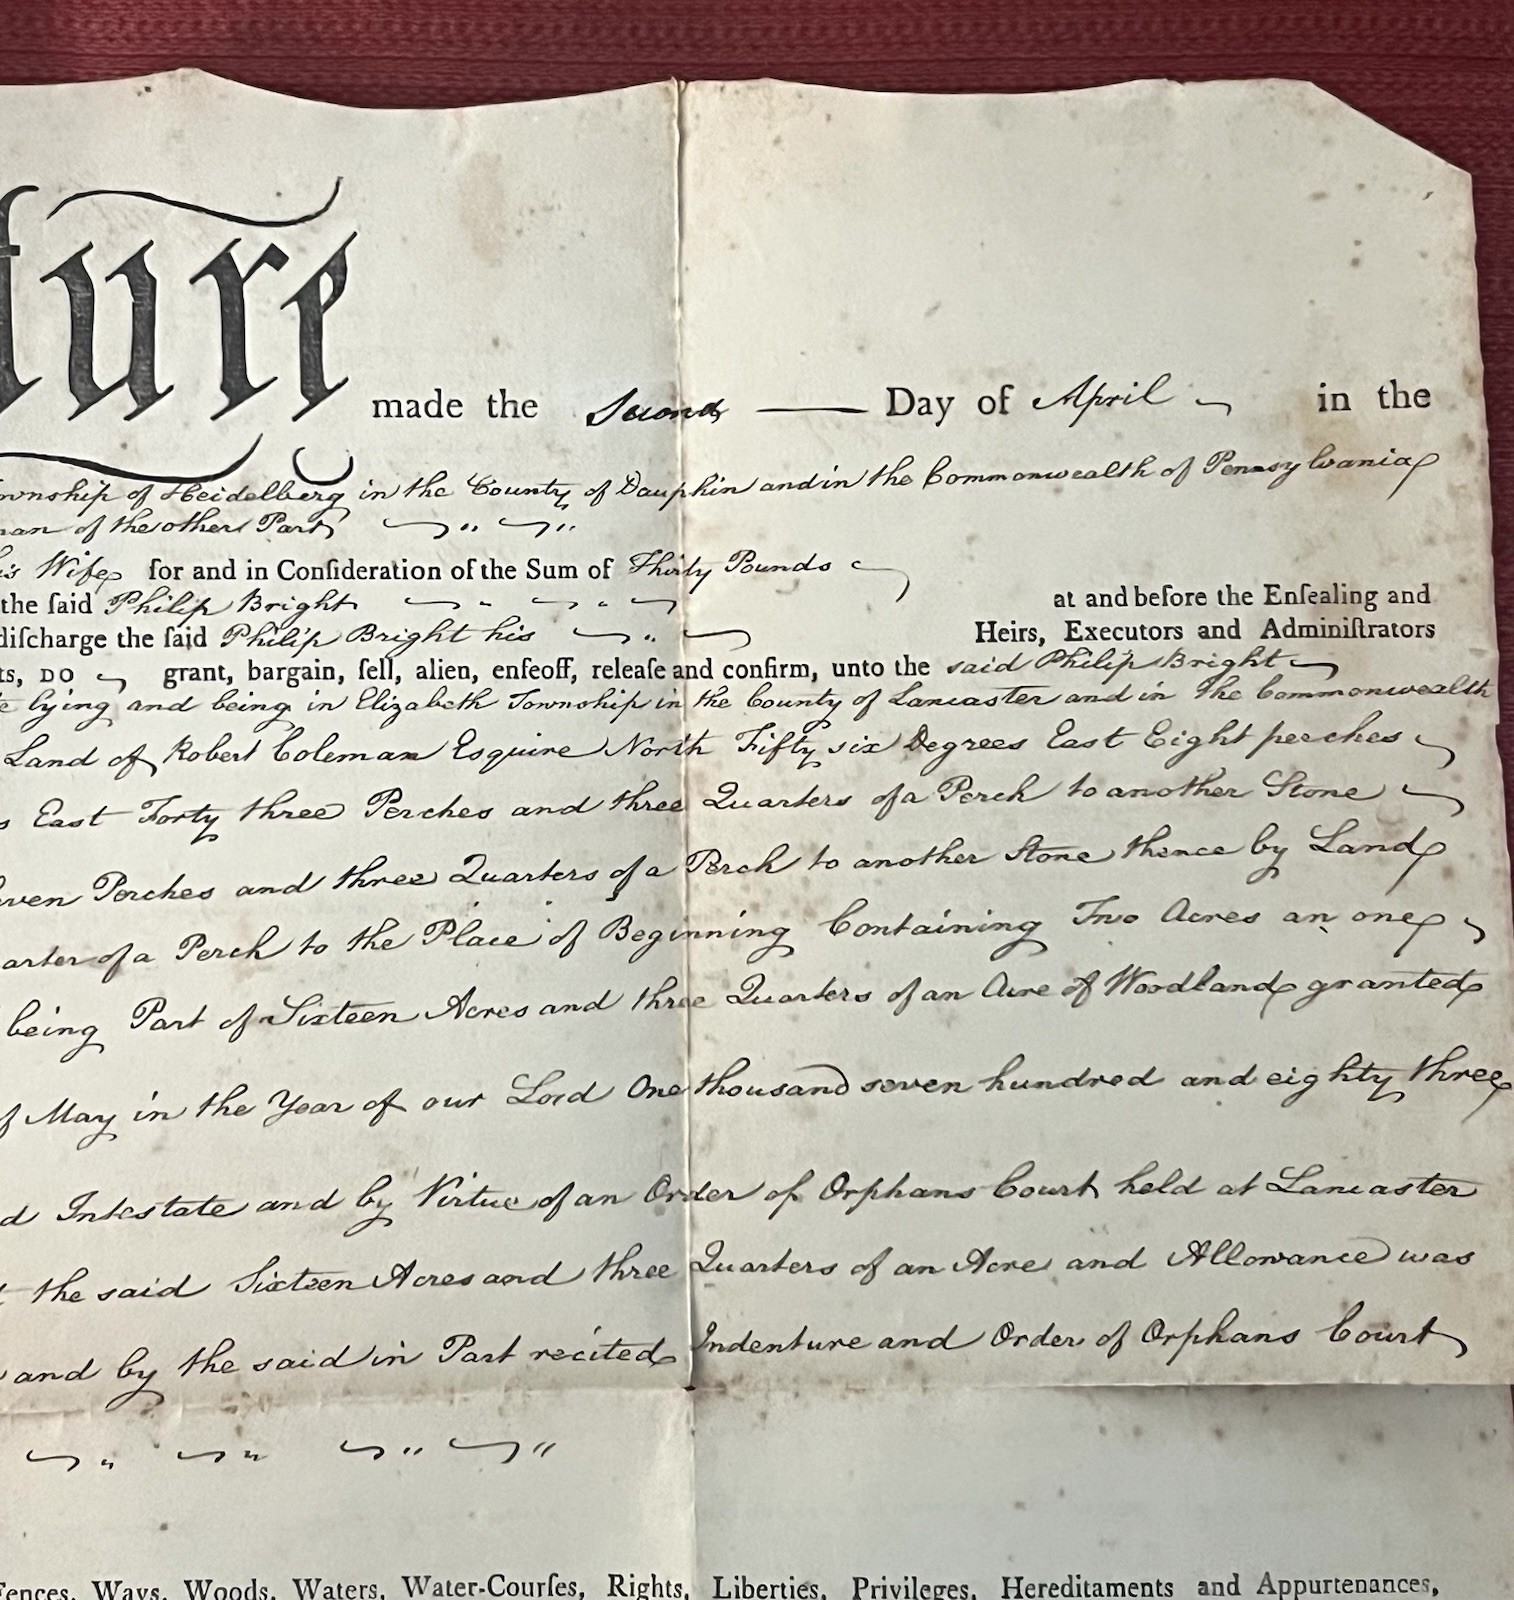 ture made the Second — Day of April in the
ownship of Heidelberg in the County of Dauphin and in the Commonwealth of Pennsylvania
man of the other Part
his Wife for and in Conſideration of the Sum of Thirty Pounds
the ſaid Philip Bright at and before the Enſealing and
diſcharge the ſaid Philip Bright his Heirs, Executors and Adminiſtrators
ts, DO grant, bargain, ſell, alien, enfeoff, releaſe and confirm, unto the said Philip Bright
lying and being in Elizabeth Township in the County of Lancaster and in the Commonwealth
Land of Robert Coleman Esquire North Fifty six Degrees East Eight perches
s East Forty three Perches and three Quarters of a Perch to another Stone
even Perches and three Quarters of a Perch to another Stone thence by Land
arter of a Perch to the Place of Beginning Containing Two Acres an one
being Part of Sixteen Acres and three Quarters of an Acre of Woodland granted
of May in the Year of our Lord One thousand seven hundred and eighty three
d Intestate and by Virtue of an Order of Orphans Court held at Lancaster
the said Sixteen Acres and three Quarters of an Acre and Allowance was
and by the said in Part recited Indenture and Order of Orphans Court
Fences, Ways, Woods, Waters, Water-Courſes, Rights, Liberties, Privileges, Hereditaments and Appurtenances,